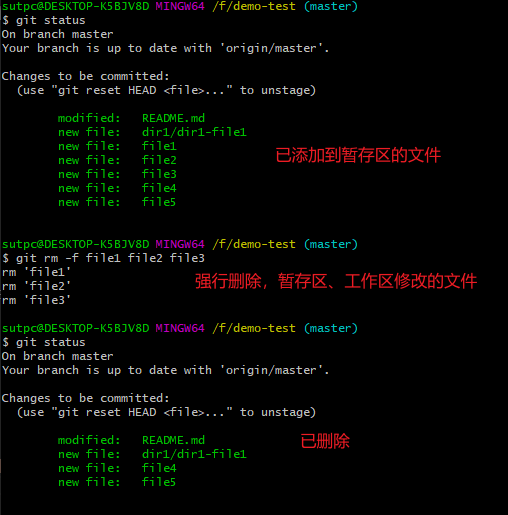 sutpc@DESKTOP-K5BJV8D MINGW64 /f/demo-test (master)
$ git status
On branch master
Your branch is up to date with 'origin/master'.
Changes to be committed:
(use "git reset HEAD <file>..." to unstage)
modified: README.md
new file: dir1/dir1-file1
new file: file1
new file: file2
已添加到暂存区的文件
new file: file3
new file: file4
new file: file5
sutpc@DESKTOP-K5BJV8D MINGW64 /f/demo-test (master)
$ git rm -f file1 file2 file3
rm 'file1'
rm 'file2'
强行删除，暂存区、工作区修改的文件
rm 'file3'
sutpc@DESKTOP-K5BJV8D MINGW64 /f/demo-test (master)
$ git status
On branch master
Your branch is up to date with 'origin/master'.
Changes to be committed:
(use "git reset HEAD <file>..." to unstage)
modified: README.md
已删除
new file: dir1/dir1-file1
new file: file4
new file: file5